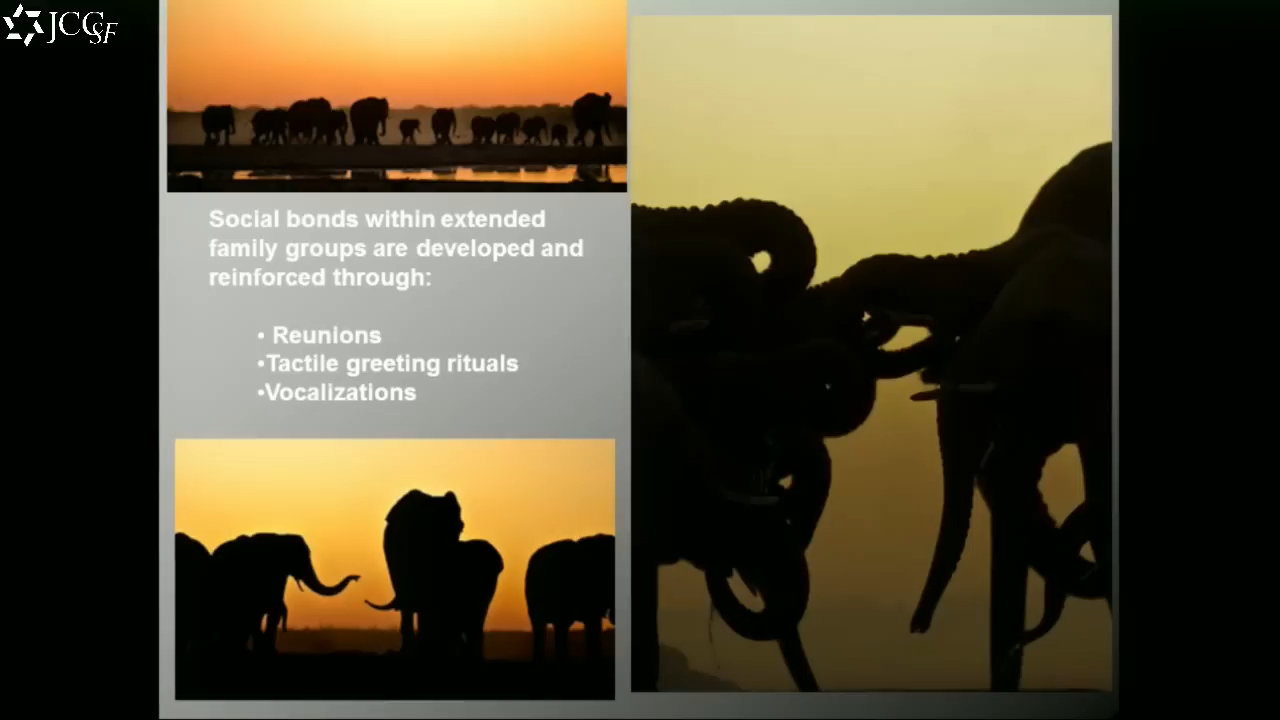 JCCSF
Social bonds within extended
family groups are developed and
reinforced through:
• Reunions
•Tactile greeting rituals
•Vocalizations